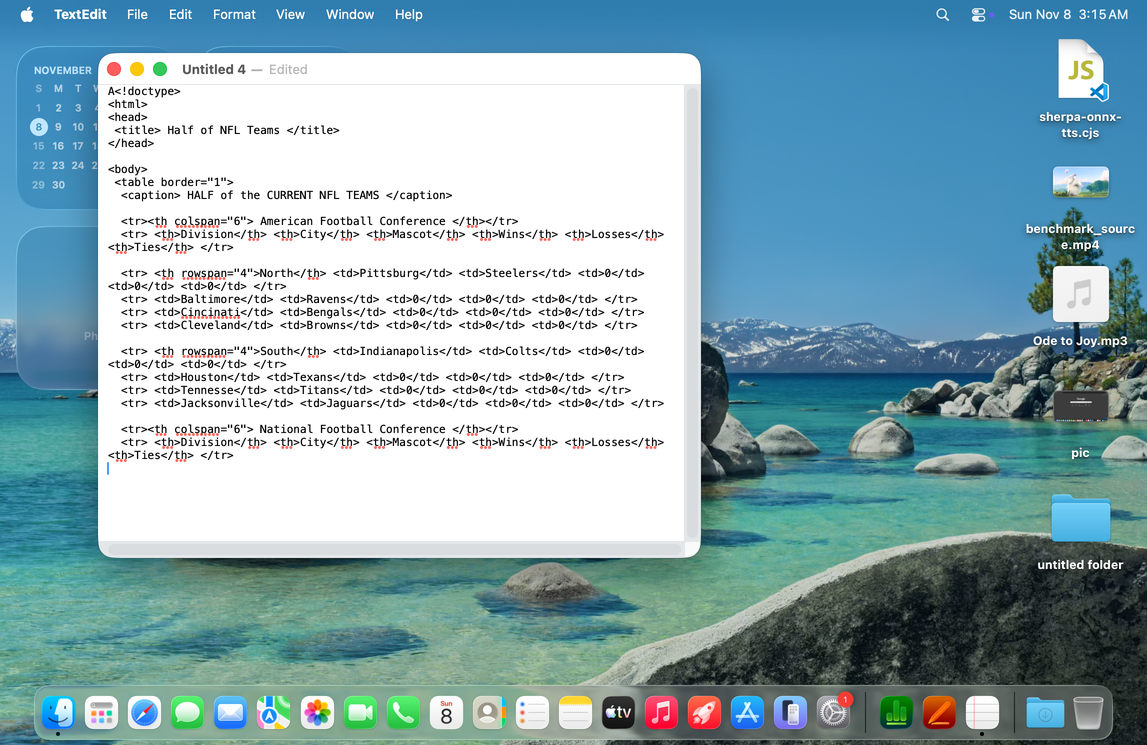 TextEdit File Edit Format View Window Help
Sun Nov 8 3:15 AM
NOVEMBER
S M T
1 2 3 4
8 9 10 1
15 16 17 1
22 23 24 2
29 30
Ph
Untitled 4 — Edited
A<!doctype>
<html>
<head>
<title> Half of NFL Teams </title>
</head>
<body>
<table border="1">
<caption> HALF of the CURRENT NFL TEAMS </caption>
<tr><th colspan="6"> American Football Conference </th></tr>
<tr> <th>Division</th> <th>City</th> <th>Mascot</th> <th>Wins</th> <th>Losses</th>
<th>Ties</th> </tr>
<tr> <th rowspan="4">North</th> <td>Pittsburg</td> <td>Steelers</td> <td>0</td>
<td>0</td> <td>0</td> </tr>
<tr> <td>Baltimore</td> <td>Ravens</td> <td>0</td> <td>0</td> <td>0</td> </tr>
<tr> <td>Cincinati</td> <td>Bengals</td> <td>0</td> <td>0</td> <td>0</td> </tr>
<tr> <td>Cleveland</td> <td>Browns</td> <td>0</td> <td>0</td> <td>0</td> </tr>
<tr> <th rowspan="4">South</th> <td>Indianapolis</td> <td>Colts</td> <td>0</td>
<td>0</td> <td>0</td> </tr>
<tr> <td>Houston</td> <td>Texans</td> <td>0</td> <td>0</td> <td>0</td> </tr>
<tr> <td>Tennesse</td> <td>Titans</td> <td>0</td> <td>0</td> <td>0</td> </tr>
<tr> <td>Jacksonville</td> <td>Jaguars</td> <td>0</td> <td>0</td> <td>0</td> </tr>
<tr><th colspan="6"> National Football Conference </th></tr>
<tr> <th>Division</th> <th>City</th> <th>Mascot</th> <th>Wins</th> <th>Losses</th>
<th>Ties</th> </tr>
JS
sherpa-onnx-
tts.cjs
benchmark_sourc
e.mp4
Ode to Joy.mp3
pic
untitled folder
Sun
8
tv
1